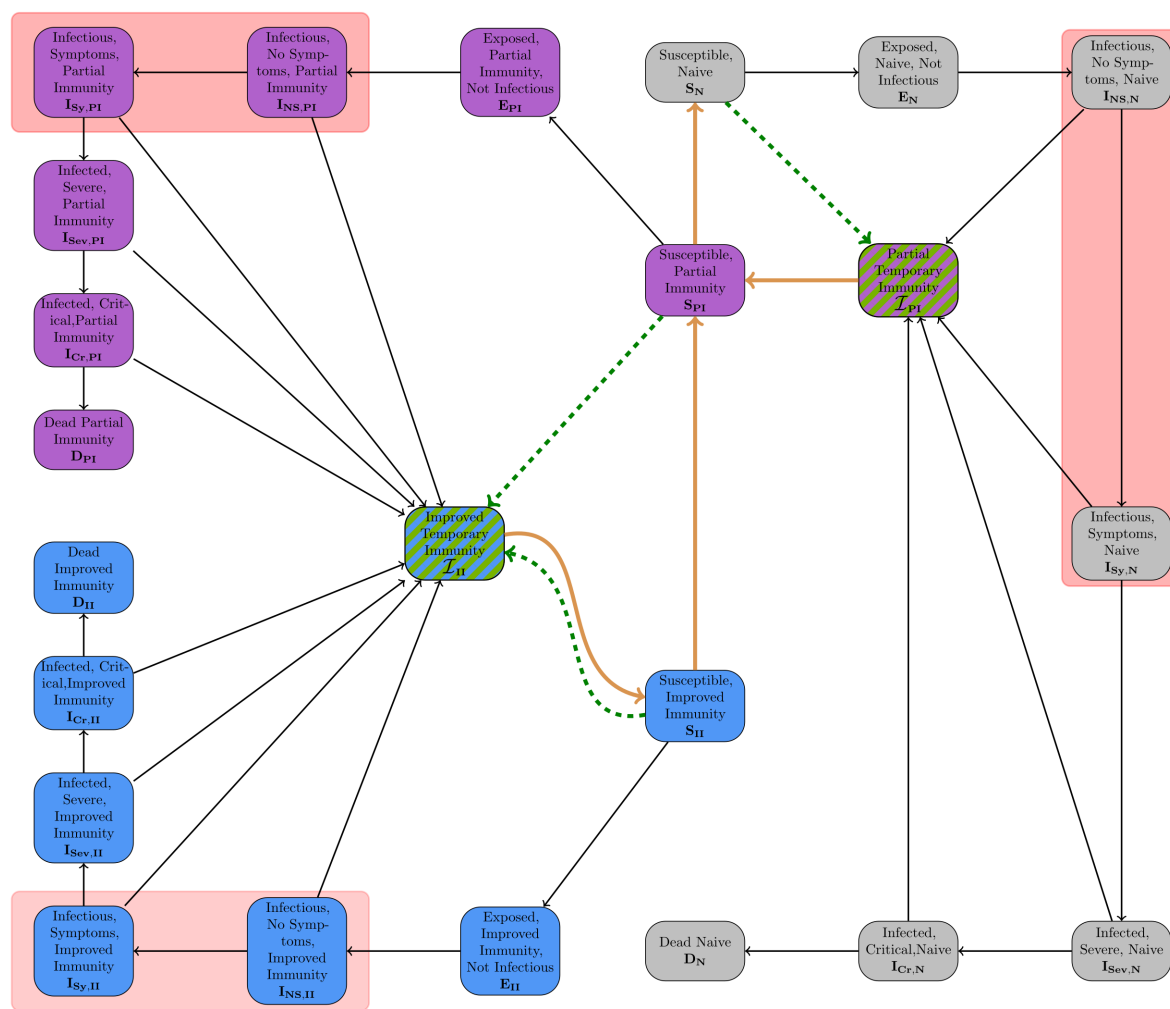 Infectious,
Symptoms,
Partial
Immunity
I_Sy,PI
Infectious,
No Symp-
toms, Partial
Immunity
I_NS,PI
Exposed,
Partial
Immunity,
Not Infectious
E_PI
Susceptible,
Naive
S_N
Exposed,
Naive, Not
Infectious
E_N
Infectious,
No Symp-
toms, Naive
I_NS,N
Infected,
Severe,
Partial
Immunity
I_Sev,PI
Susceptible,
Partial
Immunity
S_PI
Partial
Temporary
Immunity
ℐ_PI
Infected, Crit-
ical,Partial
Immunity
I_Cr,PI
Dead Partial
Immunity
D_PI
Improved
Temporary
Immunity
ℐ_II
Infectious,
Symptoms,
Naive
I_Sy,N
Dead
Improved
Immunity
D_II
Infected, Crit-
ical,Improved
Immunity
I_Cr,II
Susceptible,
Improved
Immunity
S_II
Infected,
Severe,
Improved
Immunity
I_Sev,II
Infectious,
Symptoms,
Improved
Immunity
I_Sy,II
Infectious,
No Symp-
toms,
Improved
Immunity
I_NS,II
Exposed,
Improved
Immunity,
Not Infectious
E_II
Dead Naive
D_N
Infected,
Critical,Naive
I_Cr,N
Infected,
Severe, Naive
I_Sev,N